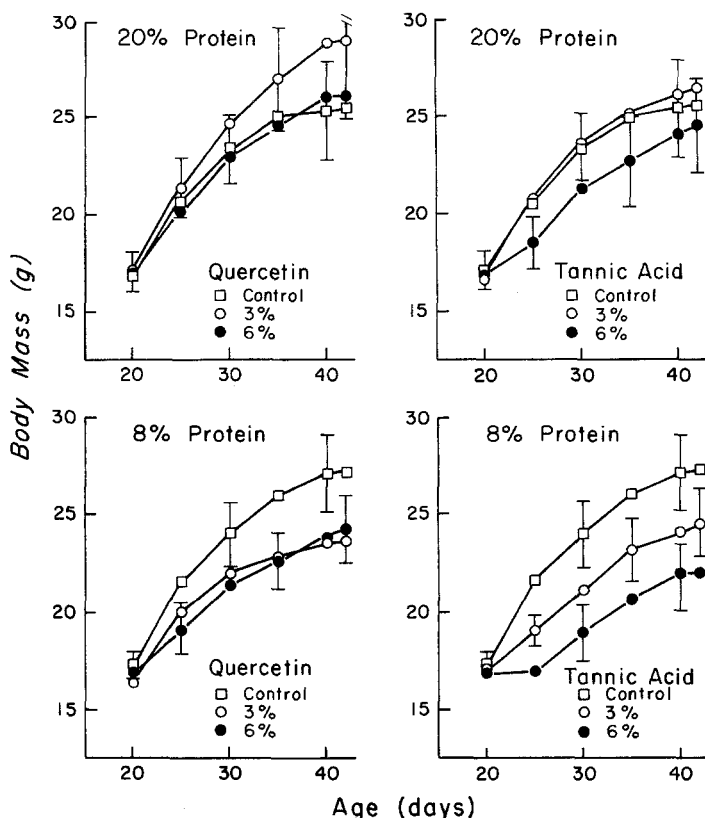 Body Mass (g)
20% Protein
30
25
20
15
Quercetin
Control
3%
6%
20 30 40
20% Protein
30
25
20
15
Tannic Acid
Control
3%
6%
20 30 40
8% Protein
30
25
20
15
Quercetin
Control
3%
6%
20 30 40
8% Protein
30
25
20
15
Tannic Acid
Control
3%
6%
20 30 40
Age (days)